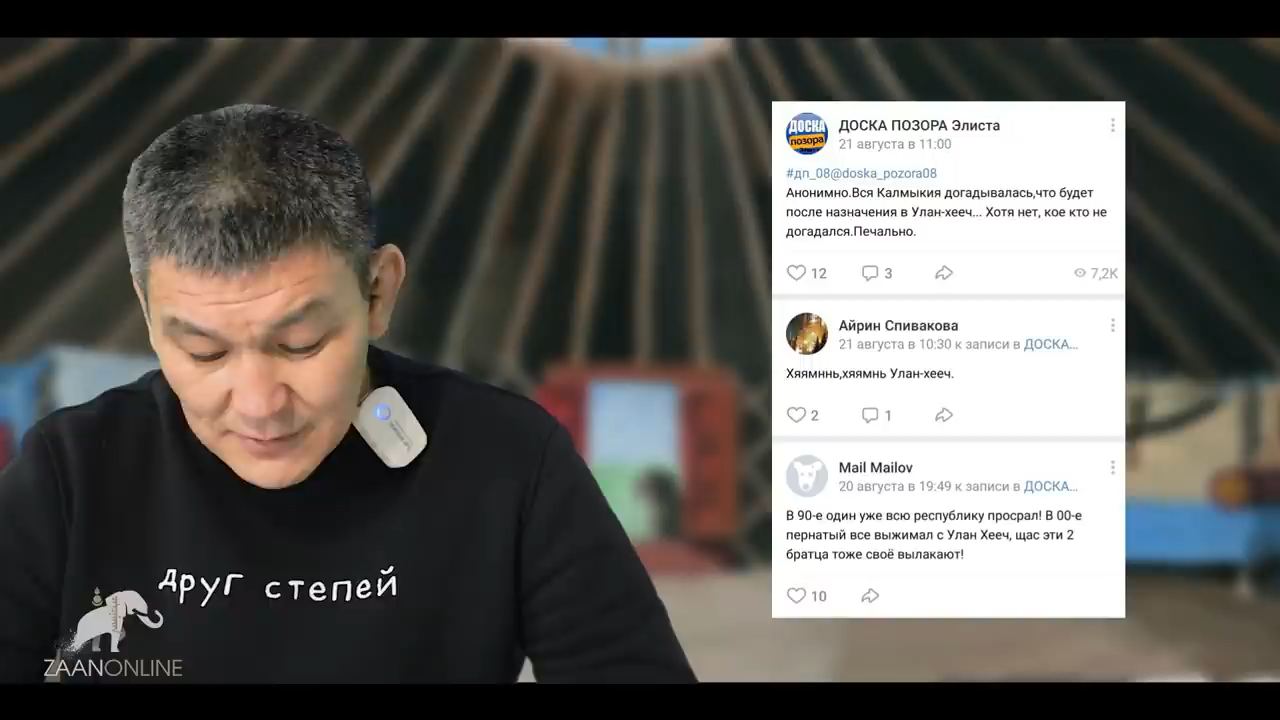 ДОСКА
позора
ДОСКА ПОЗОРА Элиста
21 августа в 11:00
#дп_08@doska_pozora08
Анонимно.Вся Калмыкия догадывалась,что будет
после назначения в Улан-хееч... Хотя нет, кое кто не
догадался.Печально.
12 3 7,2K
Айрин Спивакова
21 августа в 10:30 к записи в ДОСКА...
Хяямннь,хяямнь Улан-хееч.
2 1
Mail Mailov
20 августа в 19:49 к записи в ДОСКА...
В 90-е один уже всю республику просрал! В 00-е
пернатый все выжимал с Улан Хееч, щас эти 2
братца тоже своё вылакают!
10
друг степей
ZAANONLINE